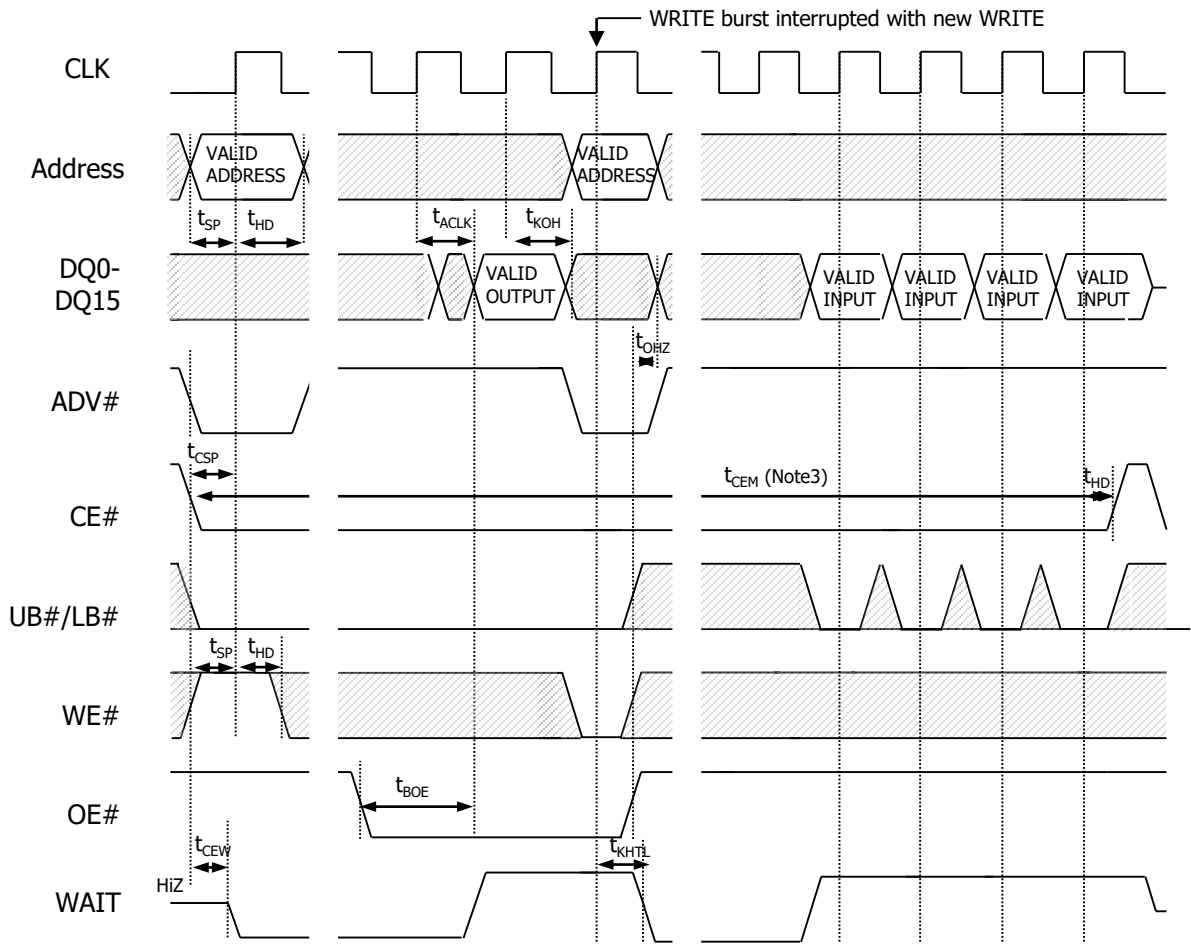 WRITE burst interrupted with new WRITE
CLK
Address
VALID
ADDRESS
VALID
ADDRESS
tSP
tHD
tACLK
tKOH
DQ0-
DQ15
VALID
OUTPUT
VALID
INPUT
VALID
INPUT
VALID
INPUT
VALID
INPUT
tOHZ
ADV#
tCSP
tCEM (Note3)
tHD
CE#
UB#/LB#
tSP
tHD
WE#
tBOE
OE#
tCEW
tKHTL
HiZ
WAIT